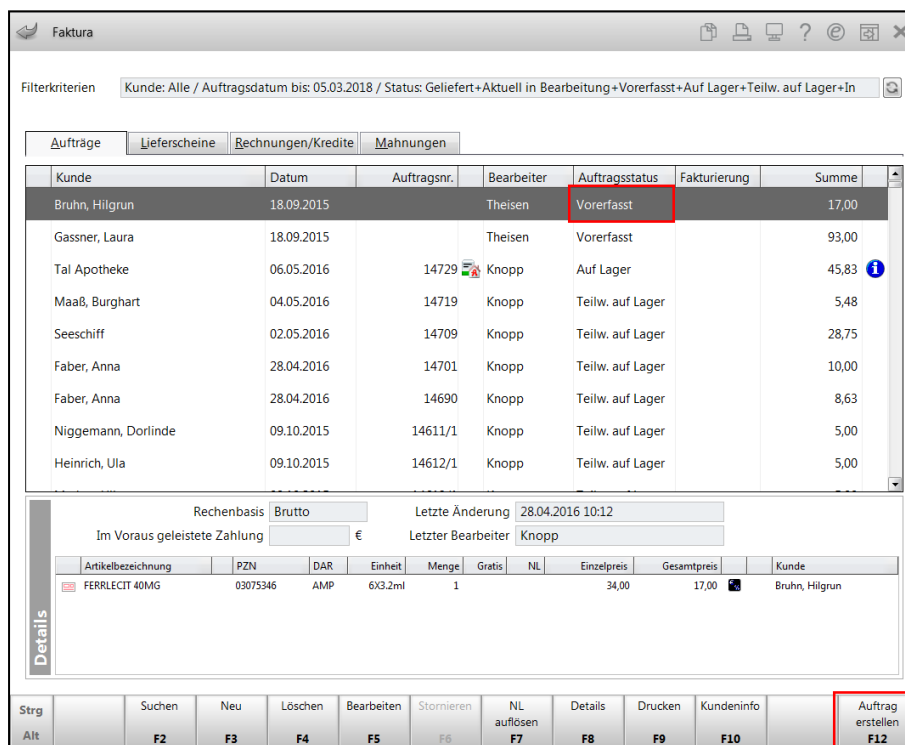 Faktura
Filterkriterien Kunde: Alle / Auftragsdatum bis: 05.03.2018 / Status: Geliefert+Aktuell in Bearbeitung+Vorerfasst+Auf Lager+Teilw. auf Lager+In
Aufträge Lieferscheine Rechnungen/Kredite Mahnungen
Kunde Datum Auftragsnr. Bearbeiter Auftragsstatus Fakturierung Summe
Bruhn, Hilgrun 18.09.2015 Theisen Vorerfasst 17,00
Gassner, Laura 18.09.2015 Theisen Vorerfasst 93,00
Tal Apotheke 06.05.2016 14729 Knopp Auf Lager 45,83
Maaß, Burghart 04.05.2016 14719 Knopp Teilw. auf Lager 5,48
Seeschiff 02.05.2016 14709 Knopp Teilw. auf Lager 28,75
Faber, Anna 28.04.2016 14701 Knopp Teilw. auf Lager 10,00
Faber, Anna 28.04.2016 14690 Knopp Teilw. auf Lager 8,63
Niggemann, Dorlinde 09.10.2015 14611/1 Knopp Teilw. auf Lager 5,00
Heinrich, Ula 09.10.2015 14612/1 Knopp Teilw. auf Lager 5,00
Rechenbasis Brutto Letzte Änderung 28.04.2016 10:12
Im Voraus geleistete Zahlung € Letzter Bearbeiter Knopp
Artikelbezeichnung PZN DAR Einheit Menge Gratis NL Einzelpreis Gesamtpreis Kunde
FERRLECIT 40MG 03075346 AMP 6X3.2ml 1 34,00 17,00 Bruhn, Hilgrun
Details
Strg Suchen Neu Löschen Bearbeiten Stornieren NL auflösen Details Drucken Kundeninfo Auftrag erstellen
Alt F2 F3 F4 F5 F6 F7 F8 F9 F10 F12